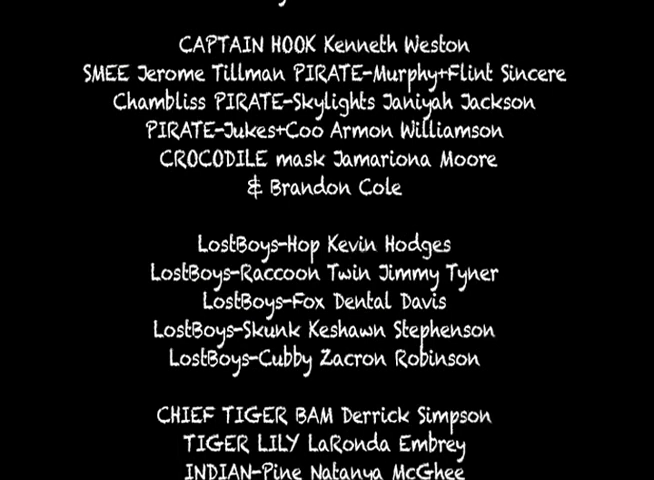 CAPTAIN HOOK Kenneth Weston
SMEE Jerome Tillman PIRATE-Murphy+Flint Sincere
Chambliss PIRATE-Skylights Janiyah Jackson
PIRATE-Jukes+Coo Armon Williamson
CROCODILE mask Jamariona Moore
& Brandon Cole
LostBoys-Hop Kevin Hodges
LostBoys-Raccoon Twin Jimmy Tyner
LostBoys-Fox Dental Davis
LostBoys-Skunk Keshawn Stephenson
LostBoys-Cubby Zacron Robinson
CHIEF TIGER BAM Derrick Simpson
TIGER LILY LaRonda Embrey
INDIAN-Pine Natanya McGhee